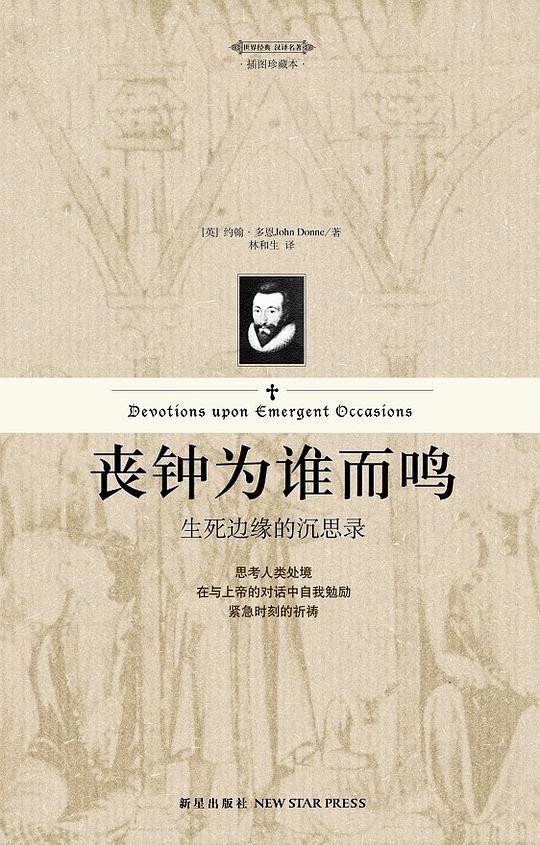 世界经典 汉译名著
·插图珍藏本·
[英] 约翰·多恩John Donne/著
林和生 译
Devotions upon Emergent Occasions
丧钟为谁而鸣
生死边缘的沉思录
思考人类处境
在与上帝的对话中自我勉励
紧急时刻的祈祷
新星出版社 NEW STAR PRESS